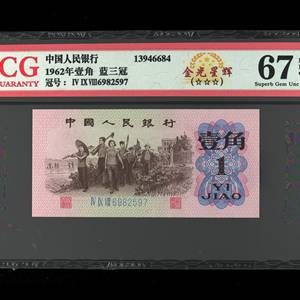 CG
GUARANTY
中国人民银行
1962年壹角 蓝三冠
冠号: IV IX VIII6982597
13946684
金光星辉
(☆☆☆)
67
Superb Gem Unc
中國人民銀行
壹角
1
YI
JIAO
IV IX VIII 6982597